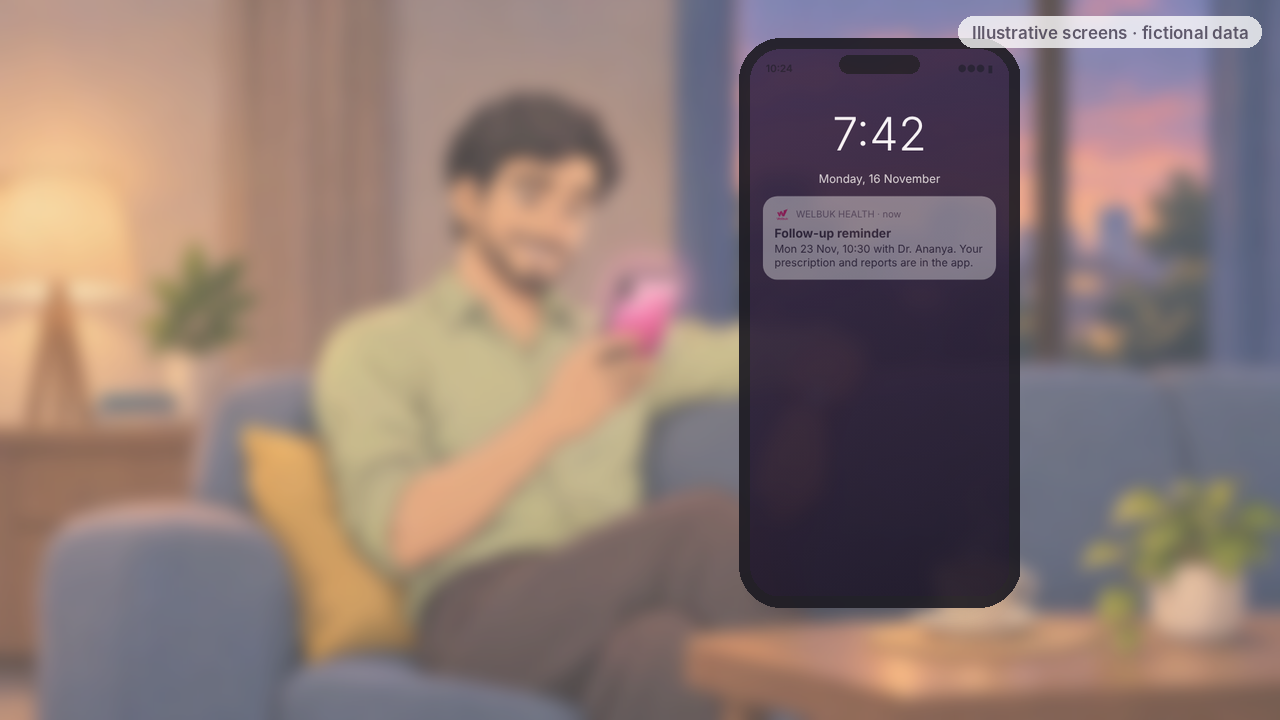 Illustrative screens · fictional data
10:24
7:42
Monday, 16 November
WELBUK HEALTH · now
Follow-up reminder
Mon 23 Nov, 10:30 with Dr. Ananya. Your
prescription and reports are in the app.